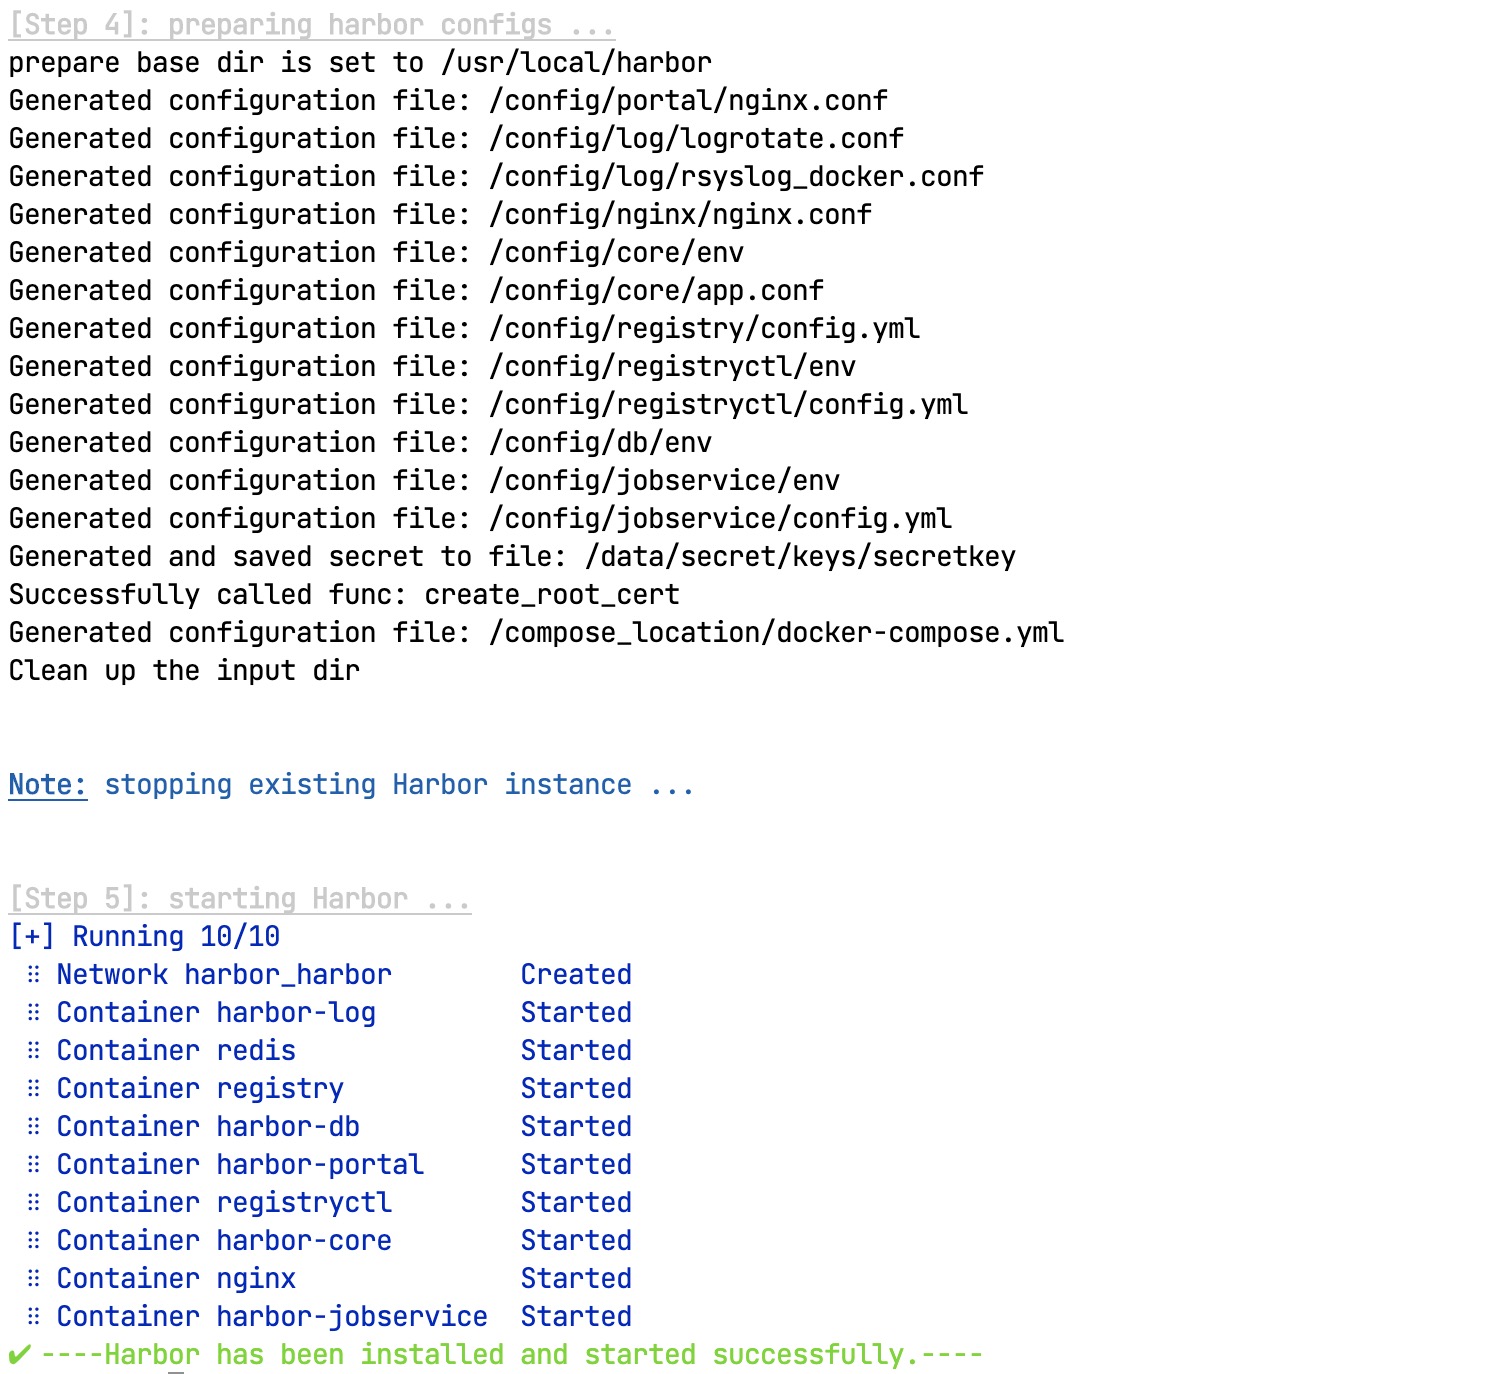 [Step 4]: preparing harbor configs ...
prepare base dir is set to /usr/local/harbor
Generated configuration file: /config/portal/nginx.conf
Generated configuration file: /config/log/logrotate.conf
Generated configuration file: /config/log/rsyslog_docker.conf
Generated configuration file: /config/nginx/nginx.conf
Generated configuration file: /config/core/env
Generated configuration file: /config/core/app.conf
Generated configuration file: /config/registry/config.yml
Generated configuration file: /config/registryctl/env
Generated configuration file: /config/registryctl/config.yml
Generated configuration file: /config/db/env
Generated configuration file: /config/jobservice/env
Generated configuration file: /config/jobservice/config.yml
Generated and saved secret to file: /data/secret/keys/secretkey
Successfully called func: create_root_cert
Generated configuration file: /compose_location/docker-compose.yml
Clean up the input dir
Note: stopping existing Harbor instance ...
[Step 5]: starting Harbor ...
[+] Running 10/10
⠿ Network harbor_harbor        Created
⠿ Container harbor-log         Started
⠿ Container redis              Started
⠿ Container registry           Started
⠿ Container harbor-db          Started
⠿ Container harbor-portal      Started
⠿ Container registryctl        Started
⠿ Container harbor-core        Started
⠿ Container nginx              Started
⠿ Container harbor-jobservice  Started
✔ ----Harbor has been installed and started successfully.----